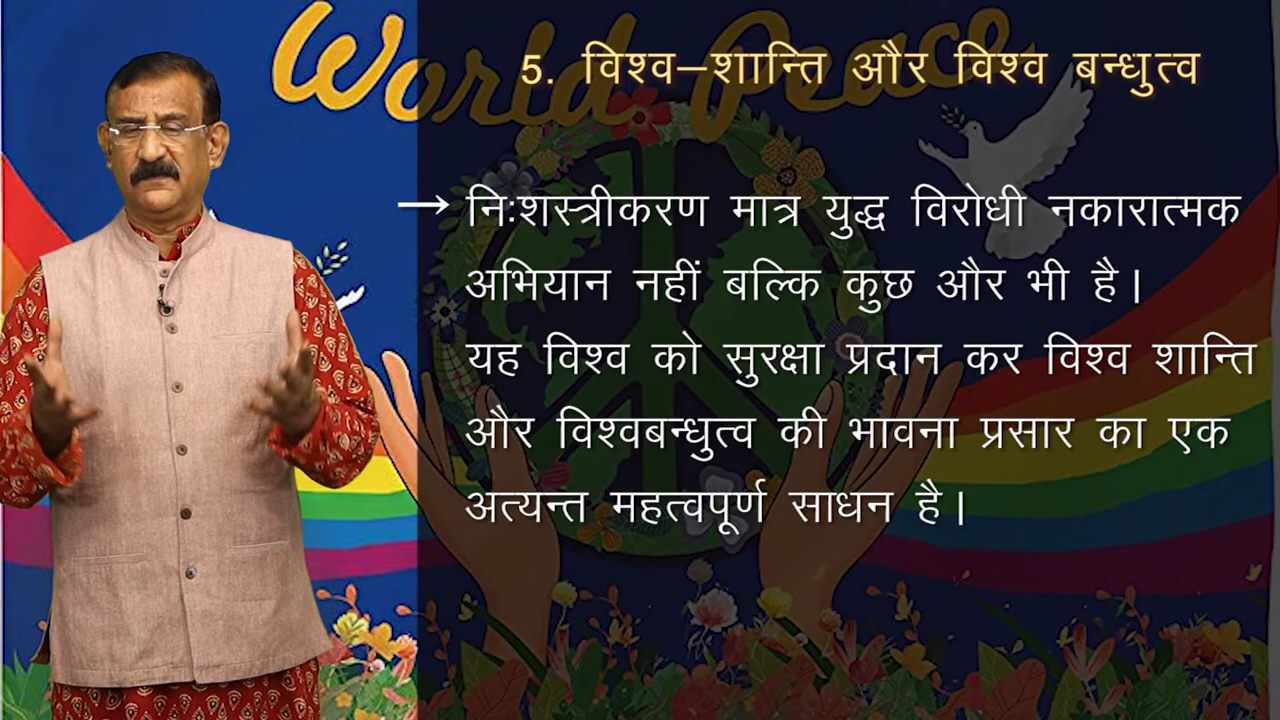 World Peace
5. विश्व–शान्ति और विश्व बन्धुत्व
→ निःशस्त्रीकरण मात्र युद्ध विरोधी नकारात्मक
अभियान नहीं बल्कि कुछ और भी है।
यह विश्व को सुरक्षा प्रदान कर विश्व शान्ति
और विश्वबन्धुत्व की भावना प्रसार का एक
अत्यन्त महत्वपूर्ण साधन है।